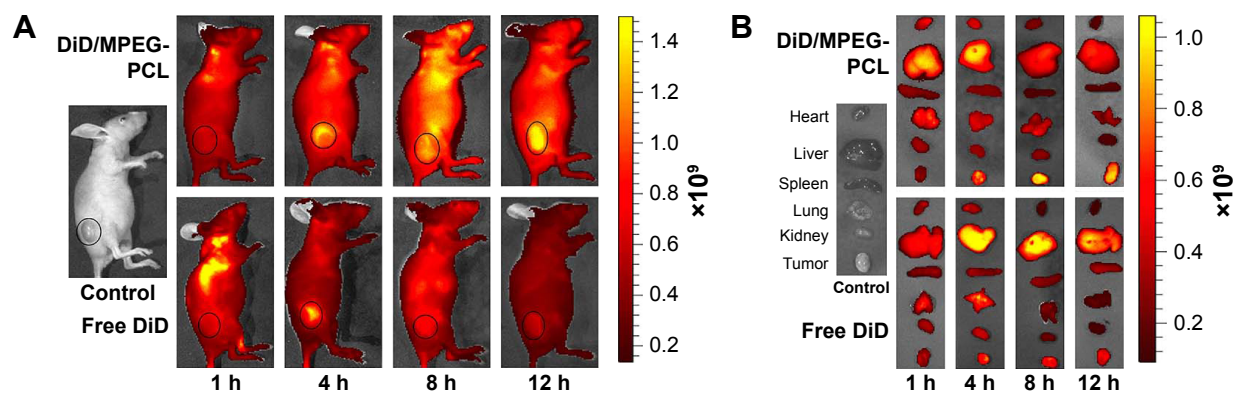 A
DiD/MPEG-
PCL
Control
Free DiD
1 h
4 h
8 h
12 h
1.4
1.2
1.0
0.8
0.6
0.4
0.2
×10⁹
B
DiD/MPEG-
PCL
Heart
Liver
Spleen
Lung
Kidney
Tumor
Control
Free DiD
1 h
4 h
8 h
12 h
1.0
0.8
0.6
0.4
0.2
×10⁹